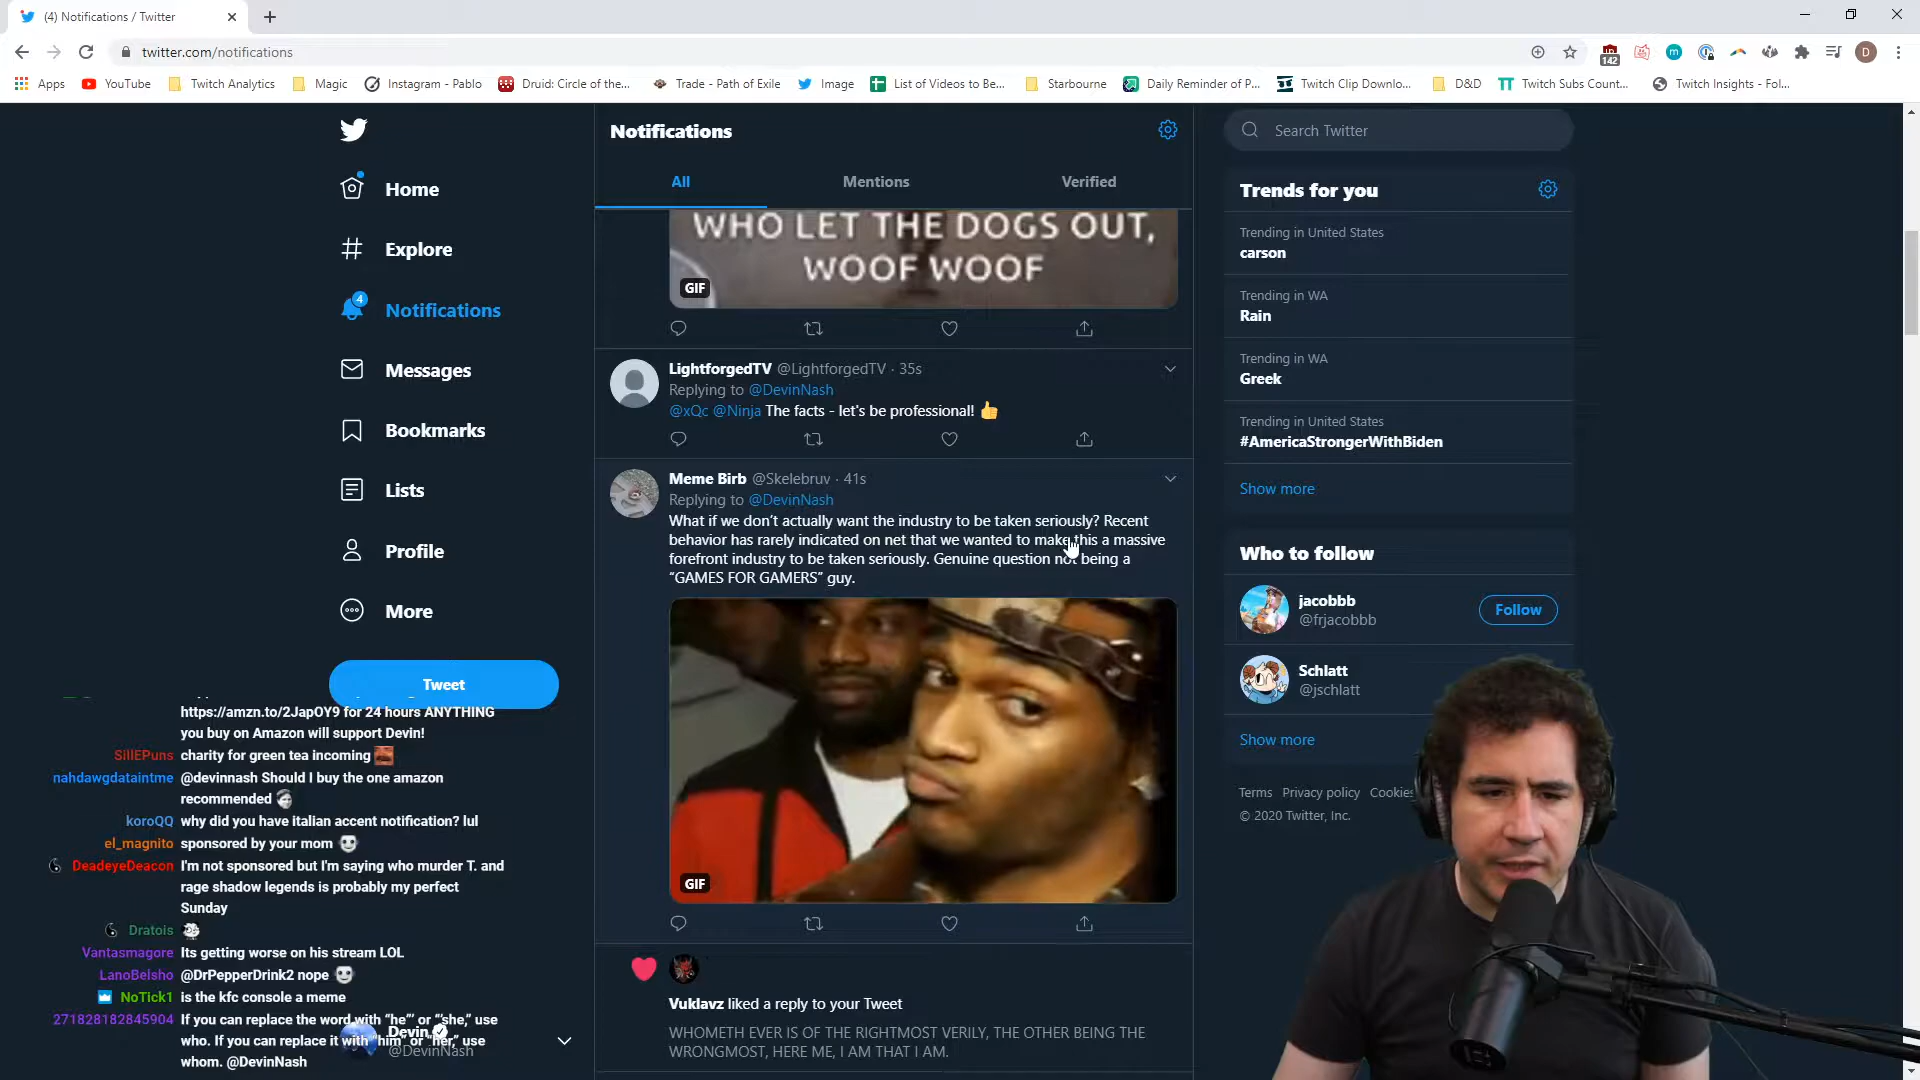 (4) Notifications / Twitter
twitter.com/notifications
142
D
Apps
YouTube
Twitch Analytics
Magic
Instagram - Pablo
Druid: Circle of the...
Trade - Path of Exile
Image
List of Videos to Be...
Starbourne
Daily Reminder of P...
Twitch Clip Downlo...
D&D
Twitch Subs Count...
Twitch Insights - Fol...
Home
Explore
4
Notifications
Messages
Bookmarks
Lists
Profile
More
Tweet
https://amzn.to/2JapOY9 for 24 hours ANYTHING
you buy on Amazon will support Devin!
SillEPuns charity for green tea incoming
nahdawgdataintme @devinnash Should I buy the one amazon
recommended
koroQQ why did you have italian accent notification? lul
el_magnito sponsored by your mom
DeadeyeDeacon I'm not sponsored but I'm saying who murder T. and
rage shadow legends is probably my perfect
Sunday
Dratois
Vantasmagore Its getting worse on his stream LOL
LanoBelsho @DrPepperDrink2 nope
NoTick1 is the kfc console a meme
271828182845904 If you can replace the word with “he”' or “'she,” use
who. If you can replace it with “him” or “her,” use
whom. @DevinNash
Devin
@DevinNash
Notifications
All
Mentions
Verified
WHO LET THE DOGS OUT,
WOOF WOOF
GIF
LightforgedTV @LightforgedTV · 35s
Replying to @DevinNash
@xQc @Ninja The facts - let's be professional!
Meme Birb @Skelebruv · 41s
Replying to @DevinNash
What if we don’t actually want the industry to be taken seriously? Recent
behavior has rarely indicated on net that we wanted to make this a massive
forefront industry to be taken seriously. Genuine question not being a
“GAMES FOR GAMERS” guy.
GIF
Vuklavz liked a reply to your Tweet
WHOMETH EVER IS OF THE RIGHTMOST VERILY, THE OTHER BEING THE
WRONGMOST, HERE ME, I AM THAT I AM.
Search Twitter
Trends for you
Trending in United States
carson
Trending in WA
Rain
Trending in WA
Greek
Trending in United States
#AmericaStrongerWithBiden
Show more
Who to follow
jacobbb
@frjacobbb
Follow
Schlatt
@jschlatt
Show more
Terms Privacy policy Cookies
© 2020 Twitter, Inc.